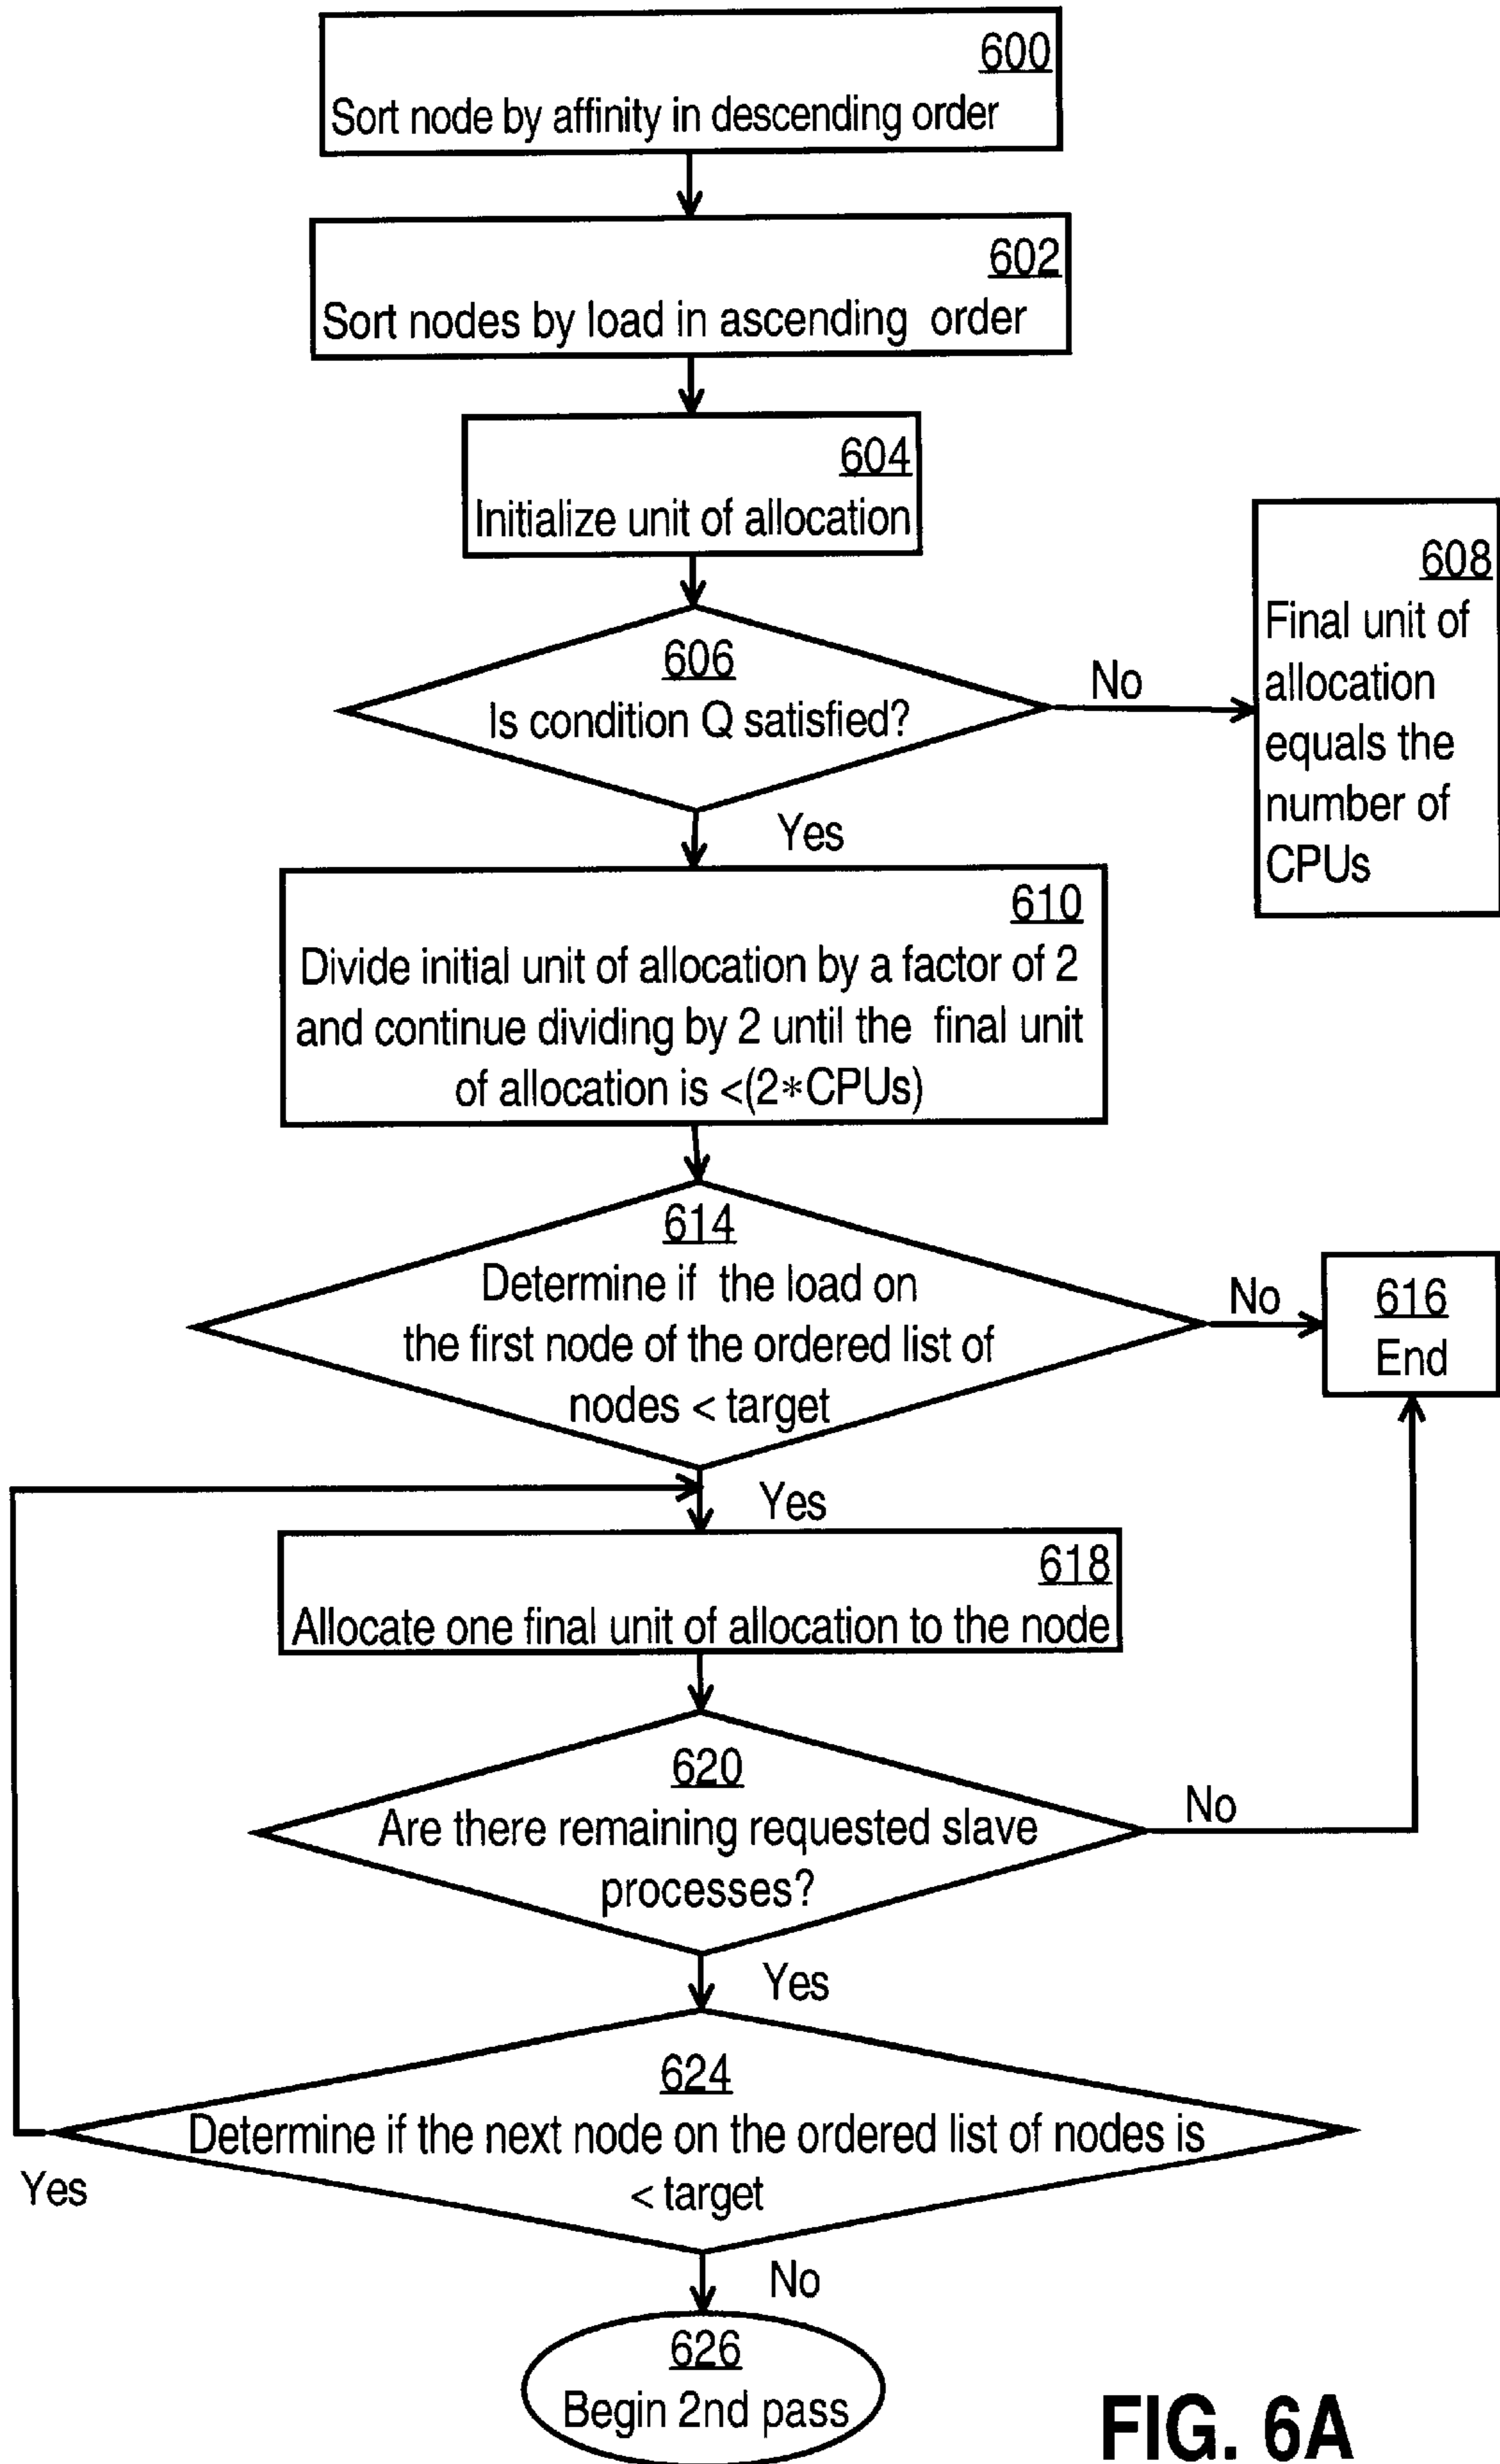 600
Sort node by affinity in descending order
602
Sort nodes by load in ascending order
604
Initialize unit of allocation
606
Is condition Q satisfied?
No
608
Final unit of
allocation
equals the
number of
CPUs
Yes
610
Divide initial unit of allocation by a factor of 2
and continue dividing by 2 until the final unit
of allocation is <(2*CPUs)
614
Determine if the load on
the first node of the ordered list of
nodes < target
No
616
End
Yes
618
Allocate one final unit of allocation to the node
620
Are there remaining requested slave
processes?
No
Yes
624
Determine if the next node on the ordered list of nodes is
< target
Yes
No
626
Begin 2nd pass
FIG. 6A